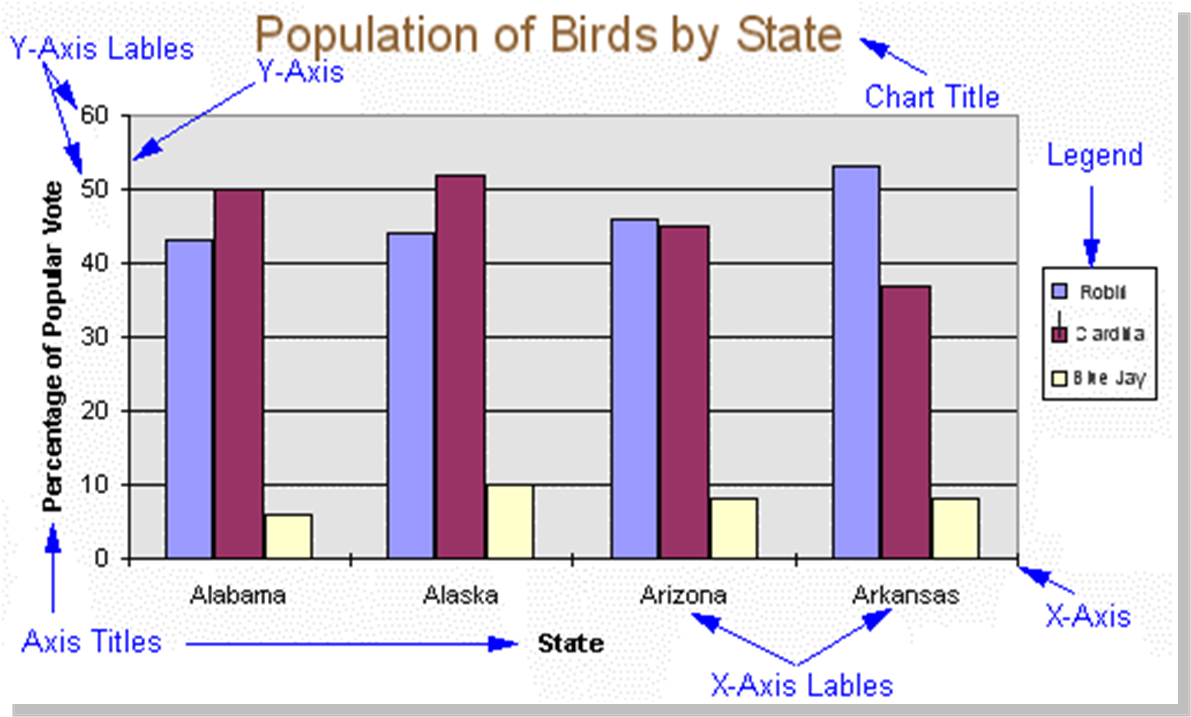 Population of Birds by State
Y-Axis Lables
Y-Axis
Chart Title
60
50
40
30
20
10
0
Percentage of Popular Vote
Legend
Blue Jay
Alabama
Alaska
Arizona
Arkansas
X-Axis
Axis Titles
State
X-Axis Lables